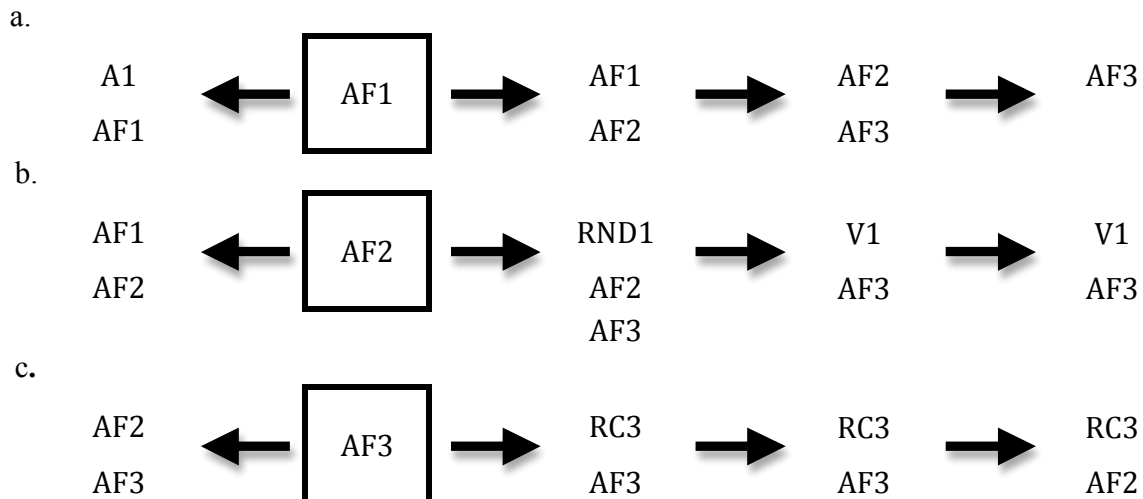 a.
A1 AF1 AF1 AF2 AF3
AF1 AF2 AF3
b.
AF1 AF2 RND1 V1 V1
AF2 AF2 AF3 AF3
AF3
c.
AF2 AF3 RC3 RC3 RC3
AF3 AF3 AF3 AF2